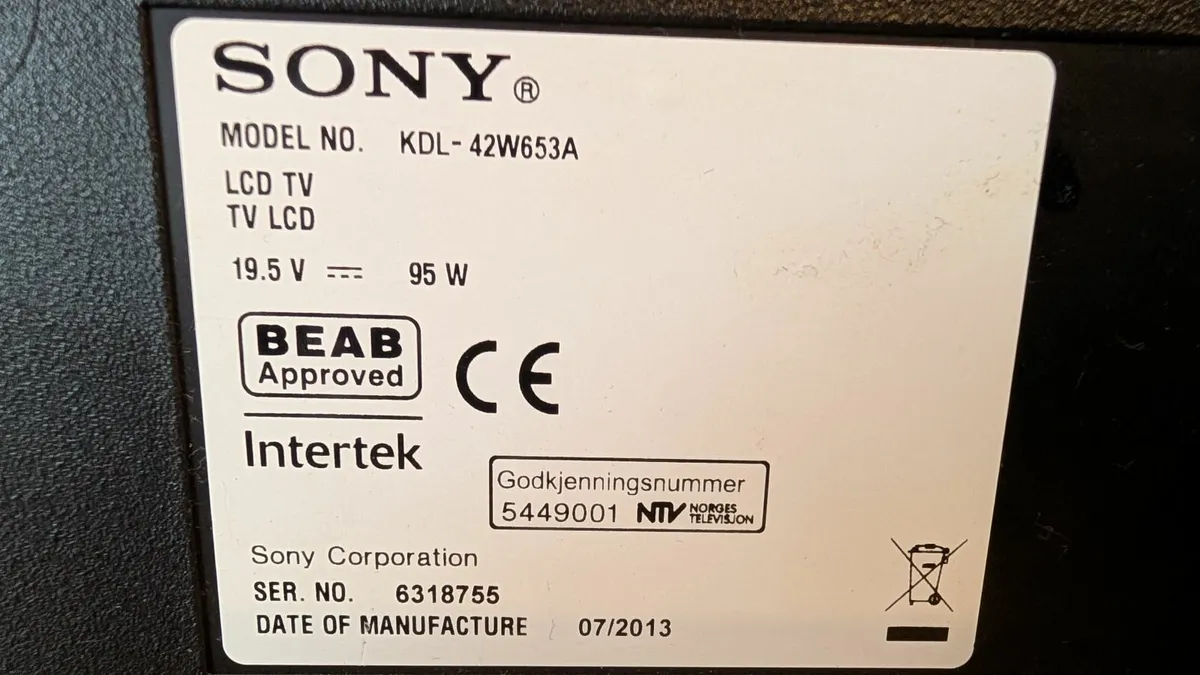 SONY®
MODEL NO. KDL-42W653A
LCD TV
TV LCD
19.5 V ⎓ 95 W
BEAB
Approved
CE
Intertek
Godkjenningsnummer
5449001 NTV NORGES TELEVISJON
Sony Corporation
SER. NO. 6318755
DATE OF MANUFACTURE 07/2013